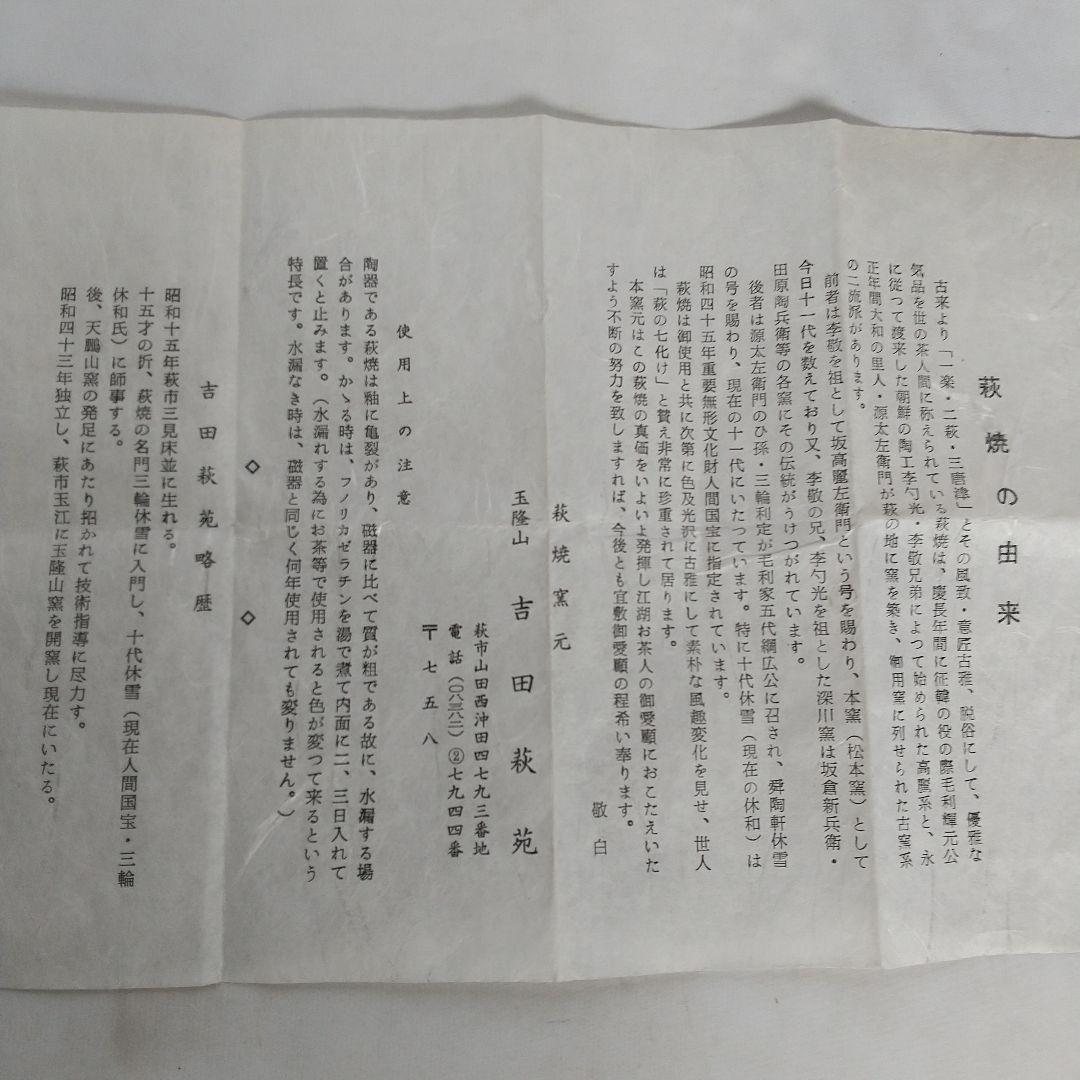 萩焼の由来
古来より「一楽・二萩・三唐津」とその風致・意匠古雅、説俗にして、優雅な
気品を世の茶人間に称えられている萩焼は、慶長年間に征韓の役の際毛利輝元公
に従つて渡来した朝鮮の陶工李勺光・李敬兄弟によつて始められた高麗系と、永
正年間大和の里人・源太左衛門が萩の地に窯を築き、御用窯に列せられた古窯系
の二流派があります。
前者は李敬を祖として坂高麗左衛門という号を賜わり、本窯(松本窯)として
今日十一代を数えており又、李敬の兄、李勺光を祖とした深川窯は坂倉新兵衛・
田原陶兵衛等の各窯にその伝統がうけつがれています。
後者は源太左衛門のひ孫・三輪利定が毛利家五代綱広公に召され、舜陶軒休雪
の号を賜わり、現在の十一代にいたつています。特に十代休雪(現在の休和)は
昭和四十五年重要無形文化財人間国宝に指定されています。
萩焼は御使用と共に次第に色及光沢に古雅にして素朴な風趣変化を見せ、世人
は「萩の七化け」と賛え非常に珍重されて居ります。
本窯元はこの萩焼の真価をいよいよ発揮し江湖お茶人の御愛顧におこたえいた
すよう不断の努力を致しますれば、今後とも宜敷御愛顧の程希い奉ります。
敬白
萩焼窯元
玉隆山 吉田萩苑
萩市山田西沖田四七九三番地
電話(〇八三八二)②七九四四番
〒七五八
使用上の注意
陶器である萩焼は釉に亀裂があり、磁器に比べて質が粗である故に、水漏する場
合があります。かゝる時は、フノリカゼラチンを湯で煮て内面に二、三日入れて
置くと止みます。(水漏れする為にお茶等で使用されると色が変つて来るという
特長です。水漏なき時は、磁器と同じく何年使用されても変りません。)
◇ ◇
吉田萩苑略歴
昭和十五年萩市三見床並に生れる。
十五才の折、萩焼の名門三輪休雪に入門し、十代休雪(現在人間国宝・三輪
休和氏)に師事する。
後、天鵬山窯の発足にあたり招かれて技術指導に尽力す。
昭和四十三年独立し、萩市玉江に玉隆山窯を開窯し現在にいたる。